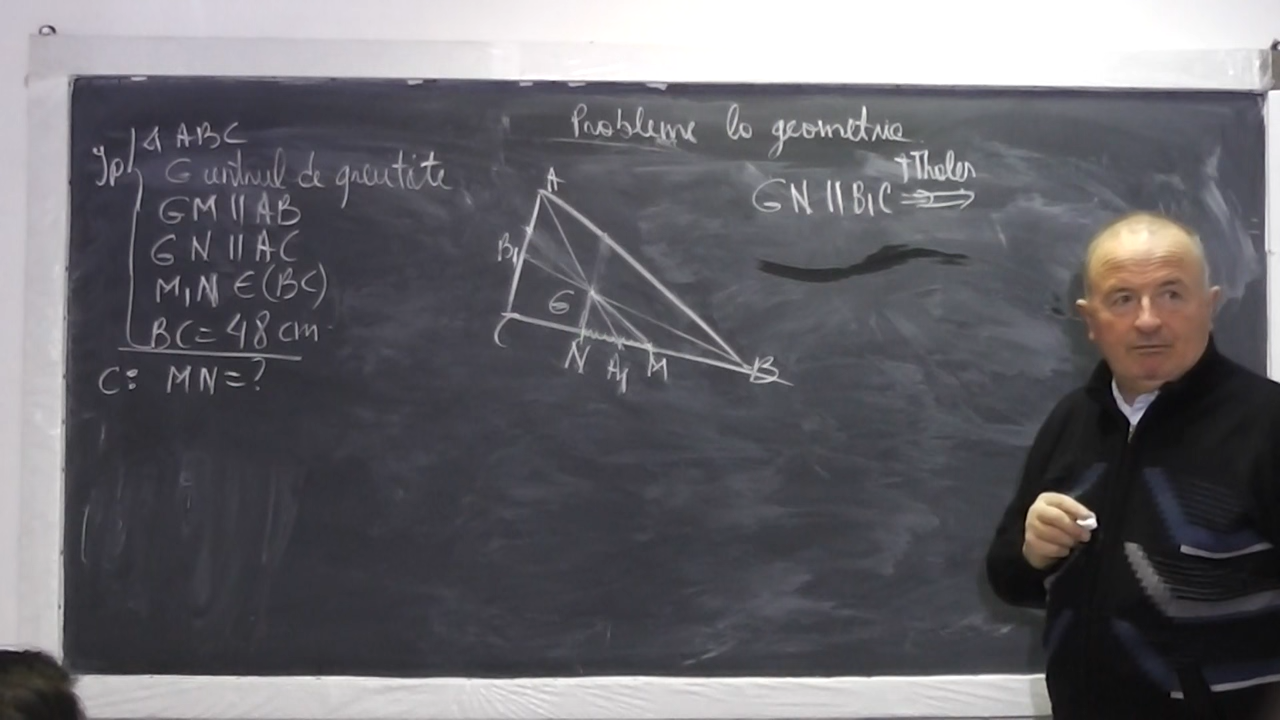 Probleme la geometrie
Ip
∢ ABC
G centrul de greutate
GM || AB
GN || AC
M, N ∈ (BC)
BC = 48 cm
C: MN = ?
A
B₁
G
C
N
A₁
M
B
TThales
GN || B₁C ⟹